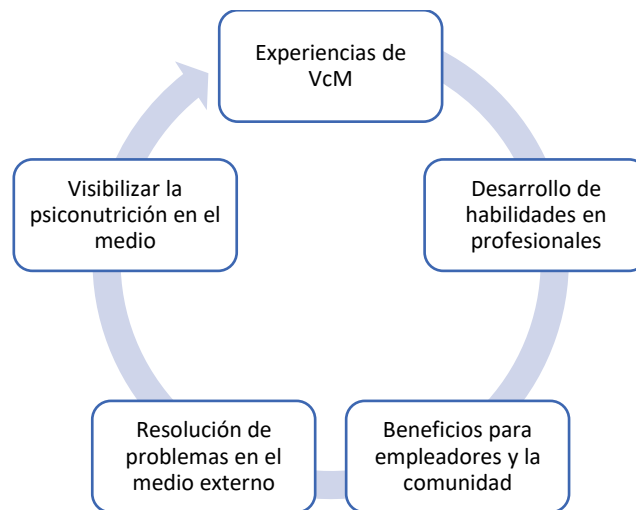 Experiencias de
VcM
Desarrollo de
habilidades en
profesionales
Beneficios para
empleadores y la
comunidad
Resolución de
problemas en el
medio externo
Visibilizar la
psiconutrición en el
medio